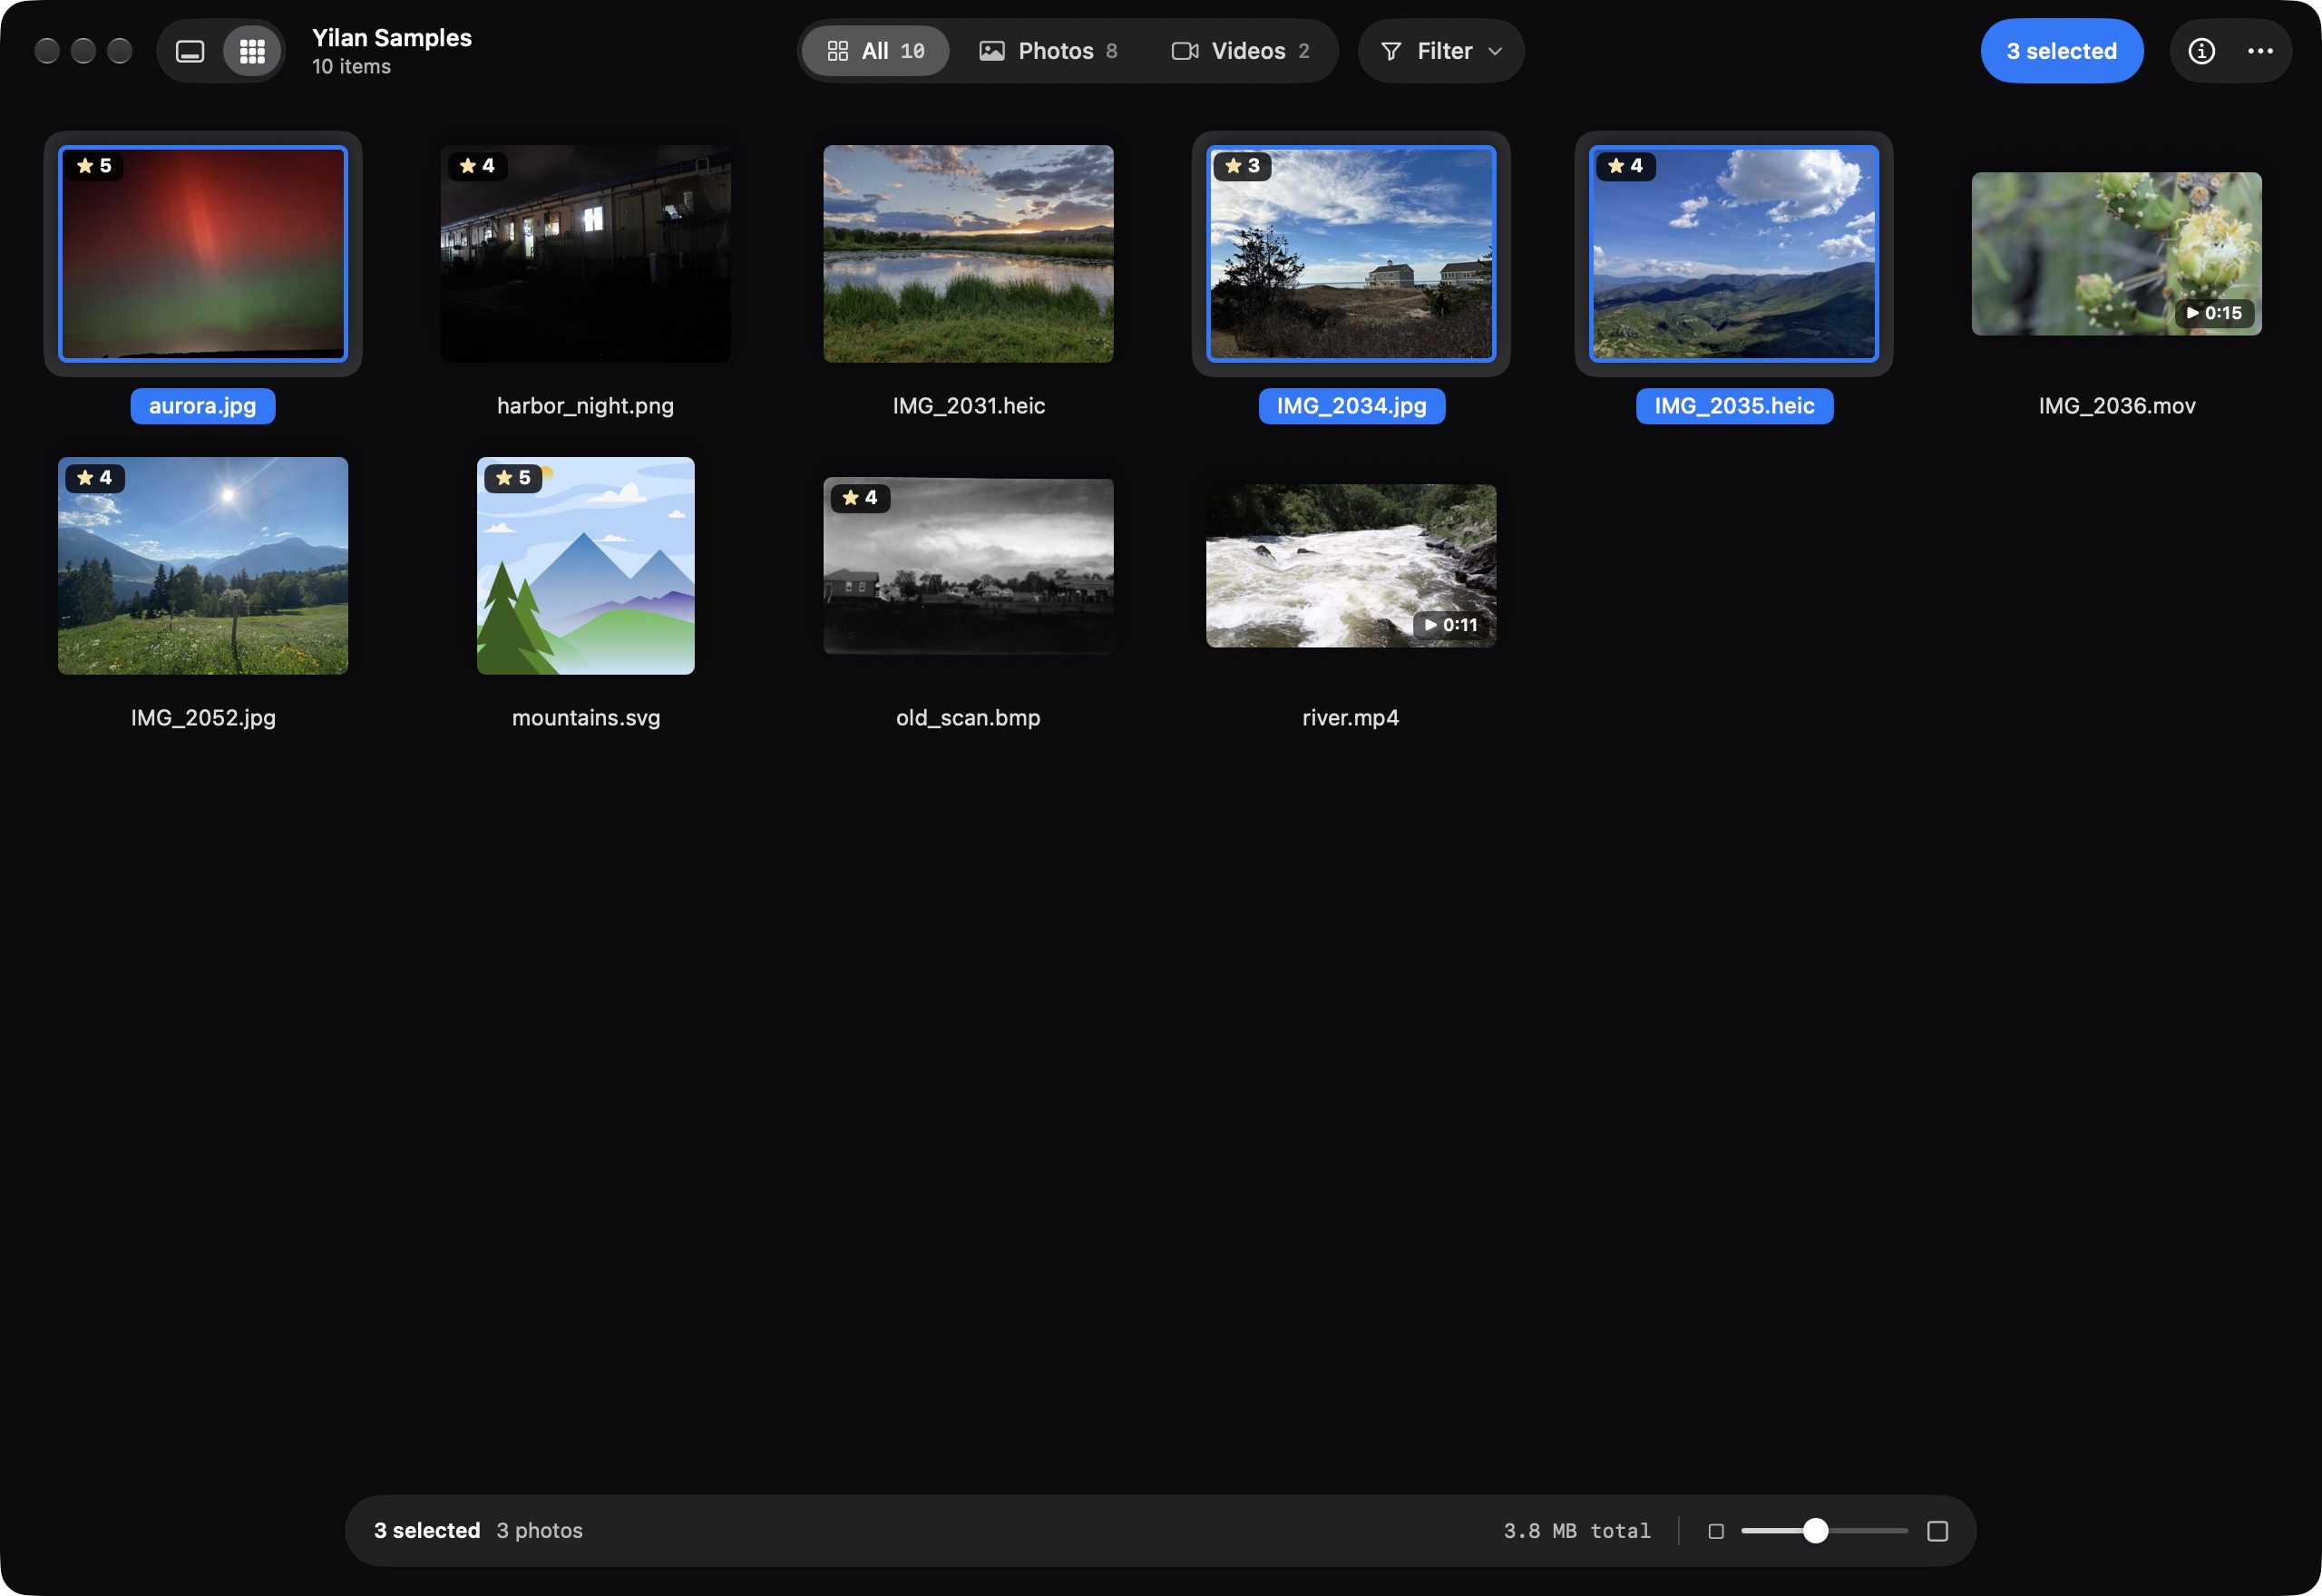 Yilan Samples
10 items
All 10
Photos 8
Videos 2
Filter
3 selected
5
4
3
4
0:15
aurora.jpg
harbor_night.png
IMG_2031.heic
IMG_2034.jpg
IMG_2035.heic
IMG_2036.mov
4
5
4
0:11
IMG_2052.jpg
mountains.svg
old_scan.bmp
river.mp4
3 selected 3 photos
3.8 MB total